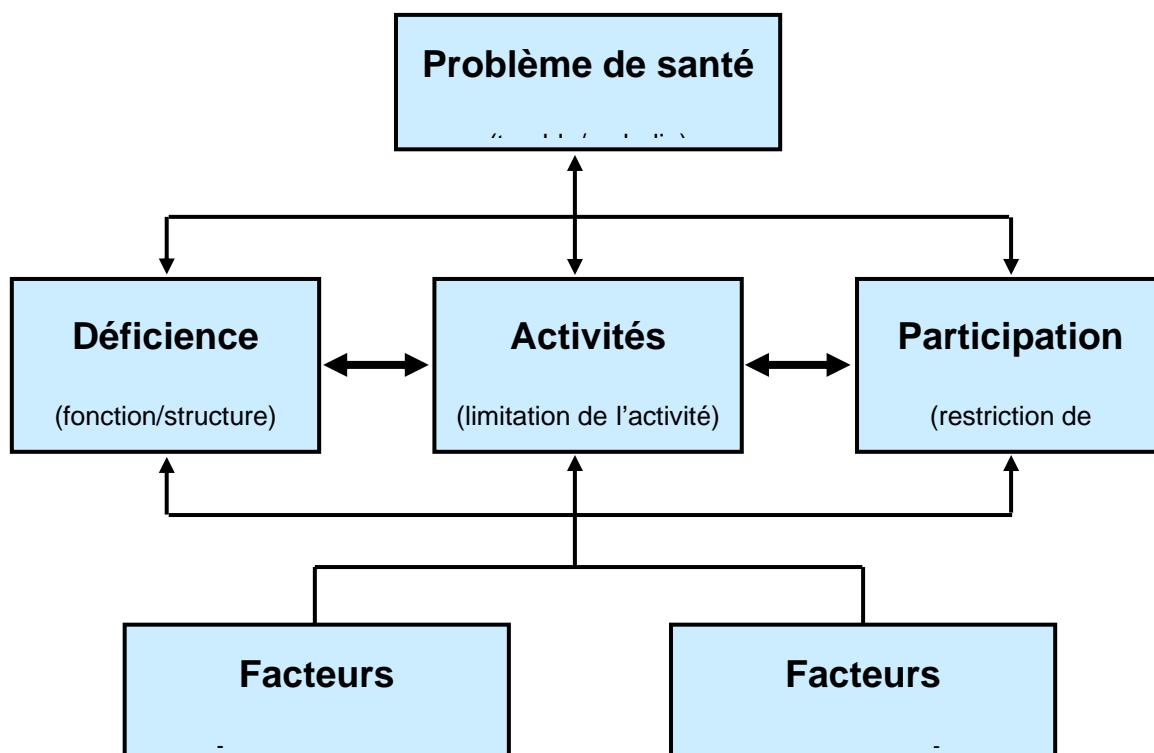 Problème de santé
Déficience
(fonction/structure)
Activités
(limitation de l’activité)
Participation
(restriction de
Facteurs
Facteurs